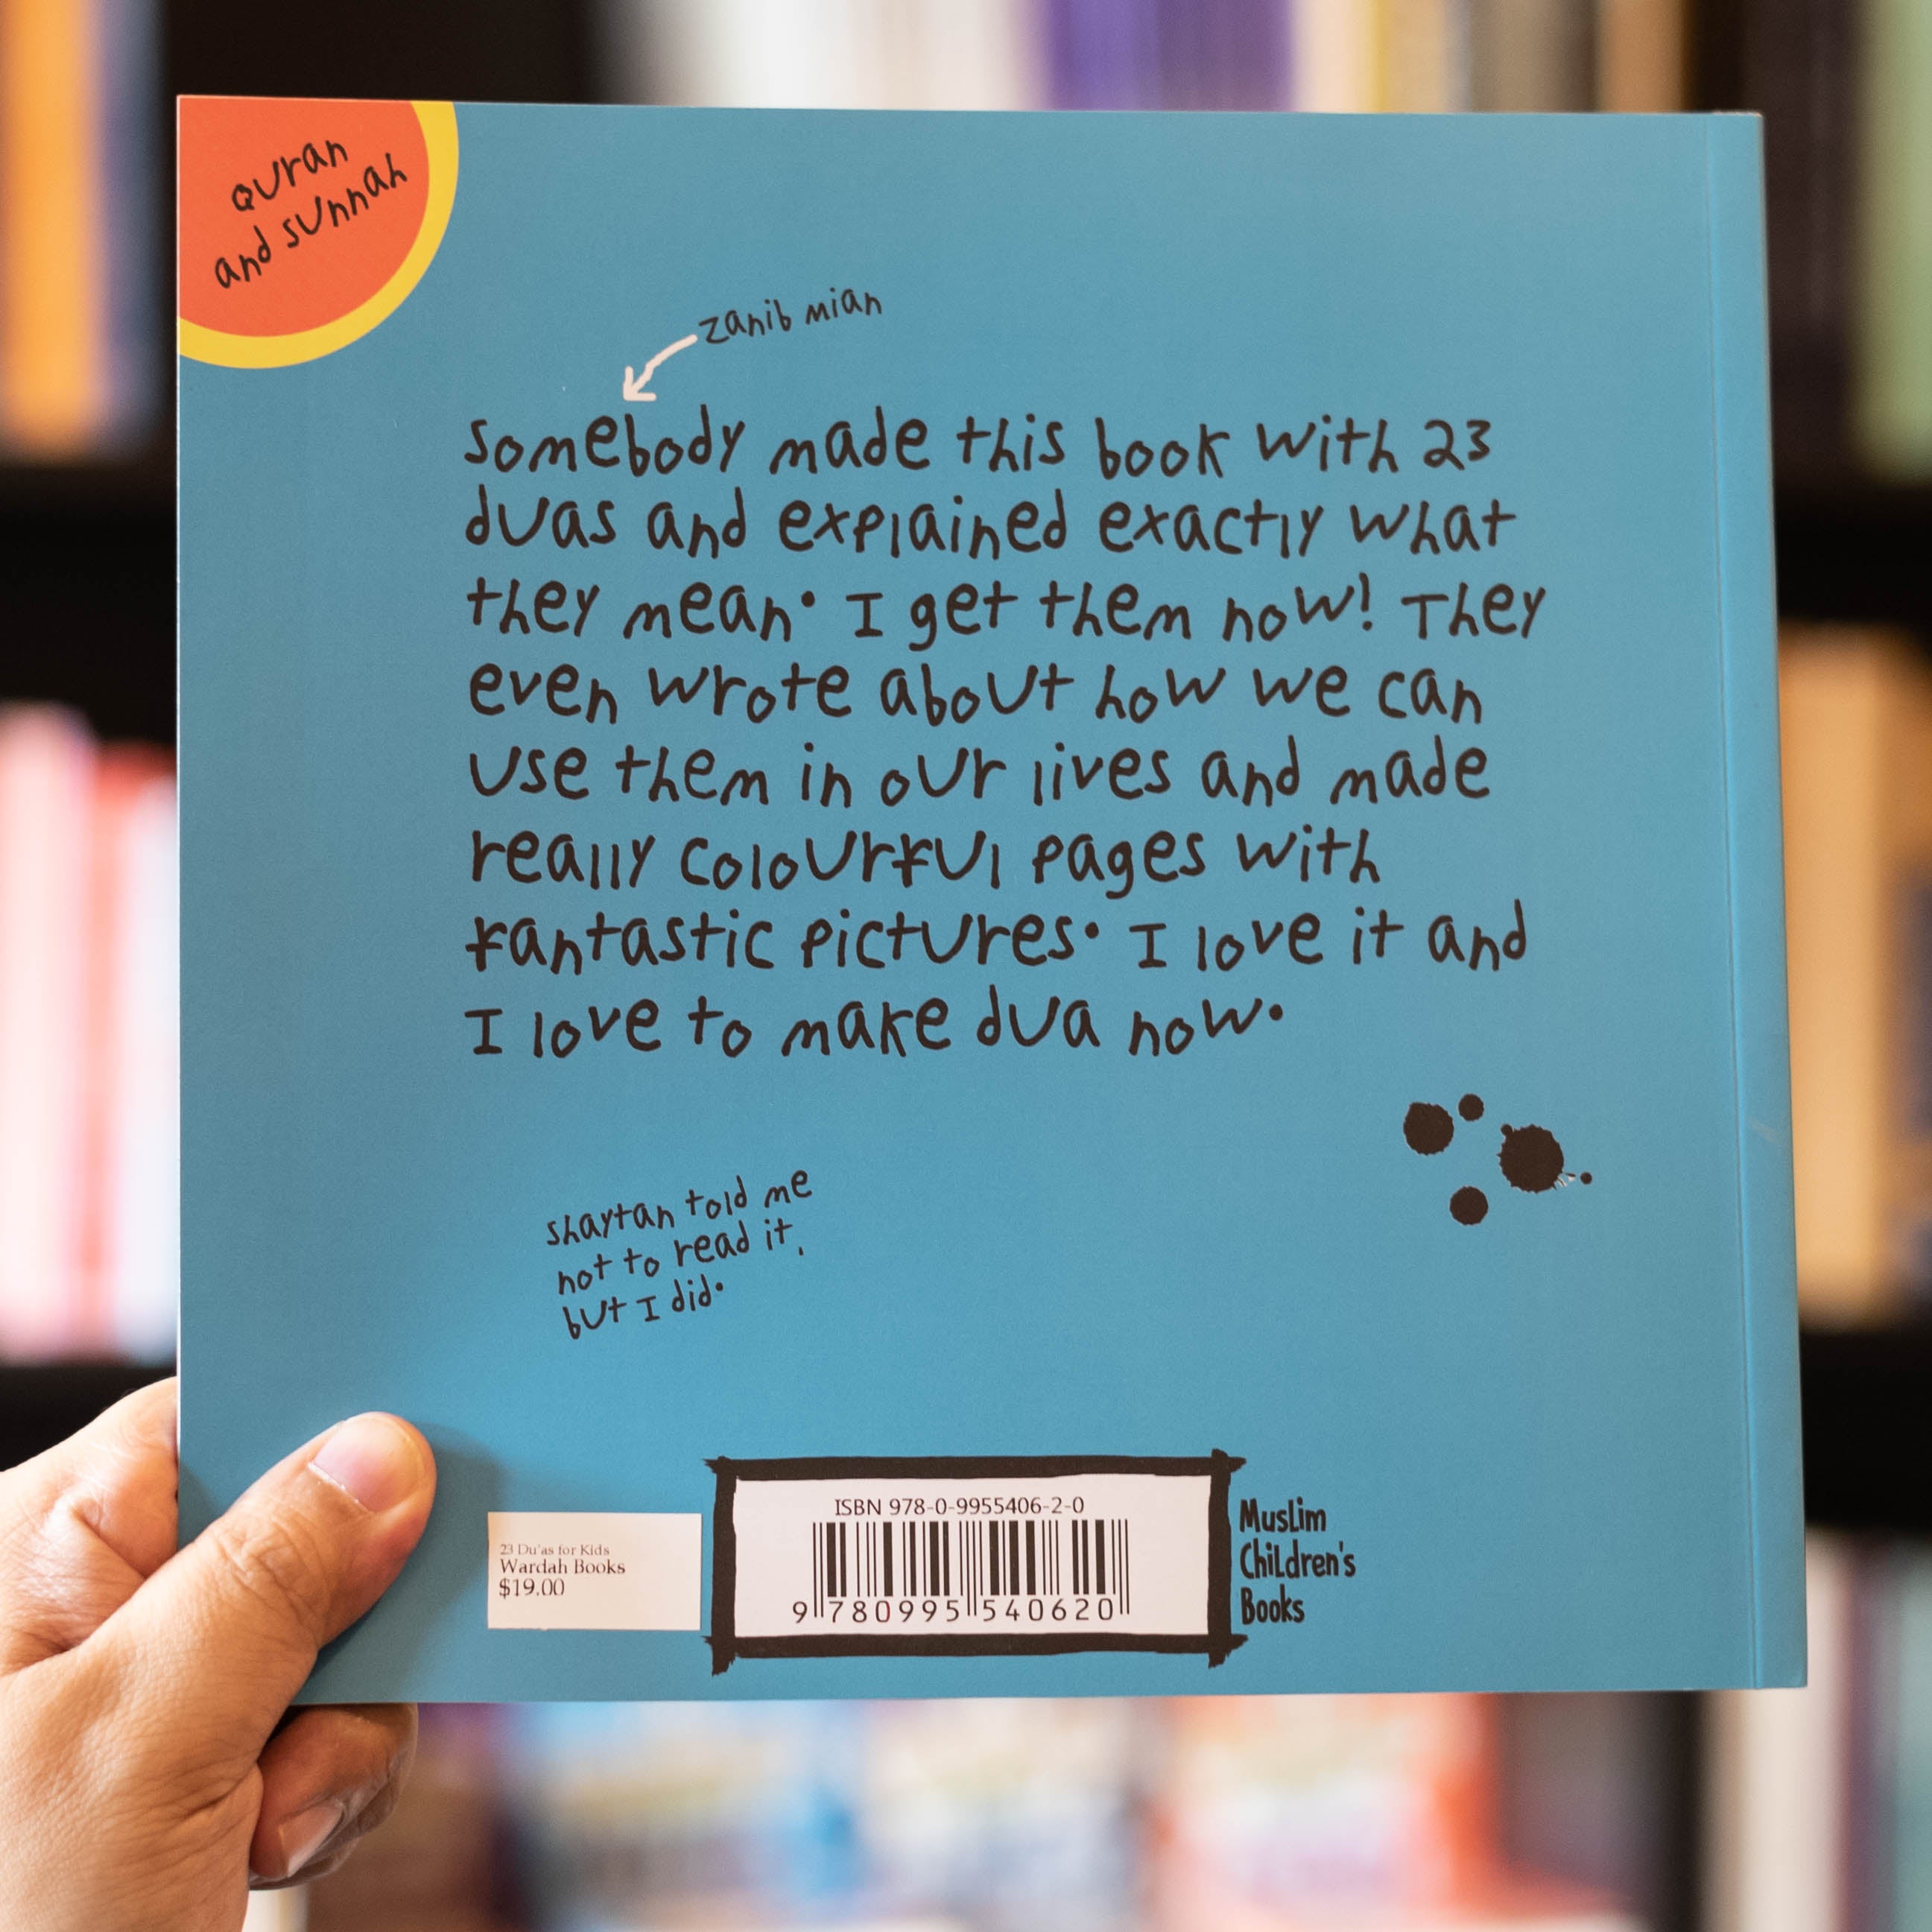 Quran
and sunnah
zanib mian
somebody made this book with 23
duas and explained exactly what
they mean. I get them now! They
even wrote about how we can
use them in our lives and made
really colourful pages with
fantastic pictures. I love it and
I love to make dua now.
shaytan told me
not to read it,
but I did.
23 Du'as for Kids
Wardah Books
$19.00
ISBN 978-0-9955406-2-0
9 780995 540620
Muslim
Children's
Books